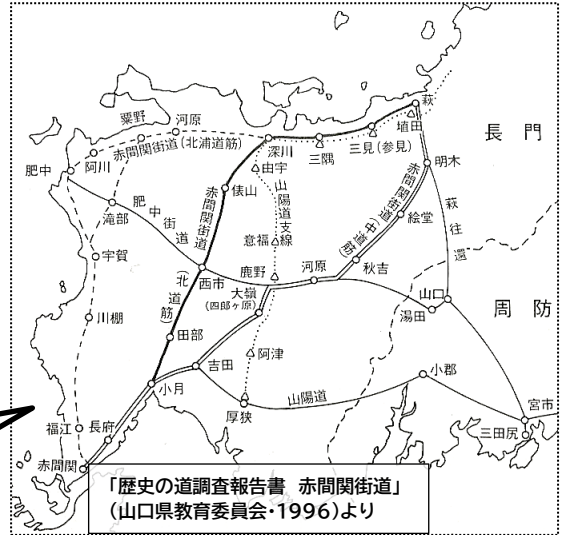 萩
埴田
三見(参見)
三隅
深川
長門
明木
粟野
河原
赤間関街道(北浦道筋)
阿川
肥中
由宇
俵山
山陽道支線
赤間関街道
(中道筋)
絵堂
萩往還
滝部
肥中街道
赤間関街道
(北道筋)
意福
宇賀
西市
鹿野
河原
秋吉
山口
湯田
周防
大嶺
(四郎ヶ原)
川棚
田部
阿津
吉田
小月
小郡
山陽道
厚狭
宮市
三田尻
福江
長府
赤間関
「歴史の道調査報告書 赤間関街道」
(山口県教育委員会・1996)より